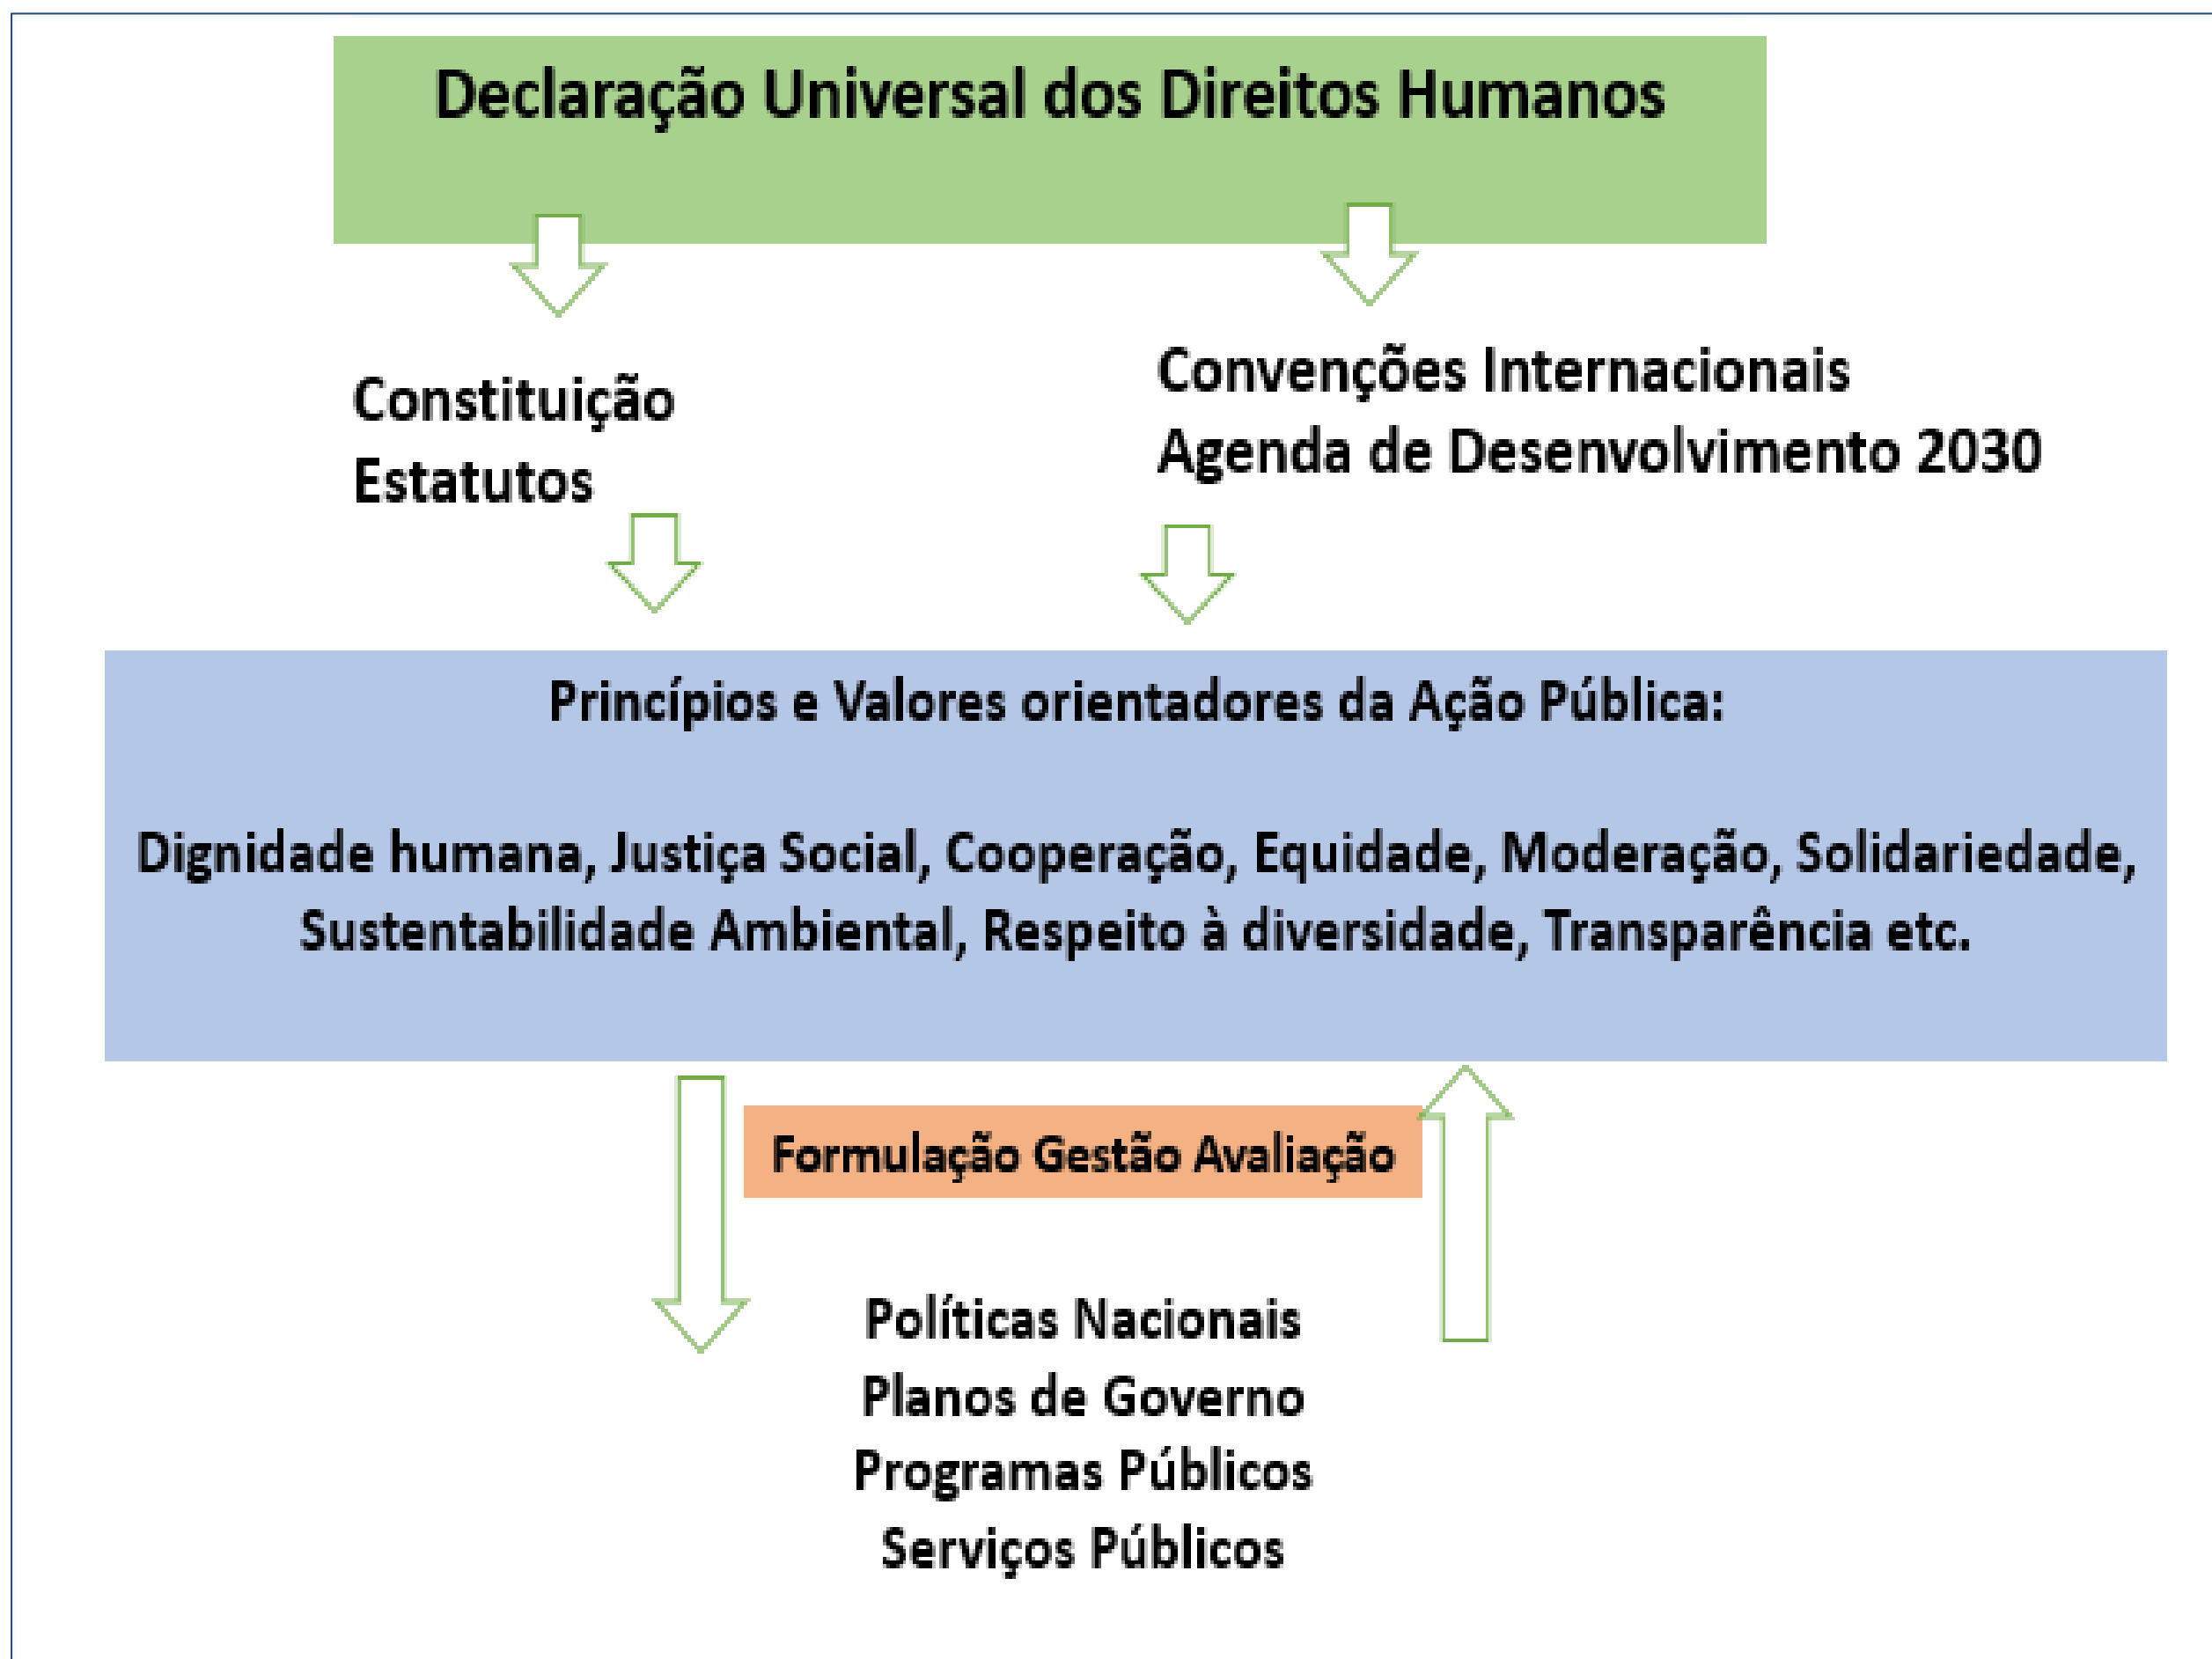 Declaração Universal dos Direitos Humanos
Constituição
Estatutos
Convenções Internacionais
Agenda de Desenvolvimento 2030
Princípios e Valores orientadores da Ação Pública:
Dignidade humana, Justiça Social, Cooperação, Equidade, Moderação, Solidariedade,
Sustentabilidade Ambiental, Respeito à diversidade, Transparência etc.
Formulação Gestão Avaliação
Políticas Nacionais
Planos de Governo
Programas Públicos
Serviços Públicos